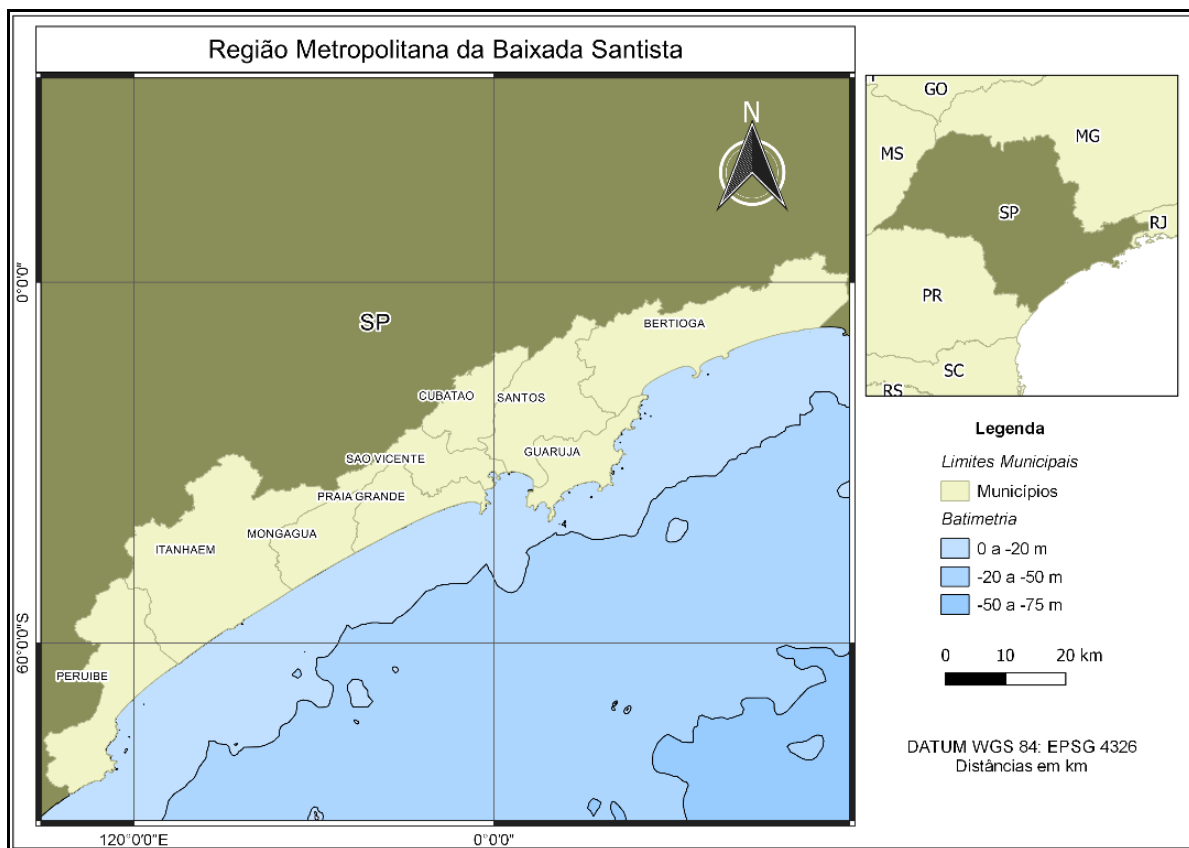 Região Metropolitana da Baixada Santista
N
0°0'0"
SP
BERTIOGA
CUBATAO
SANTOS
GUARUJA
SAO VICENTE
PRAIA GRANDE
MONGAGUA
ITANHAEM
60°0'0"S
PERUIBE
120°0'0"E
0°0'0"
GO
MS
MG
SP
RJ
PR
SC
RS
Legenda
Limites Municipais
Municípios
Batimetria
0 a -20 m
-20 a -50 m
-50 a -75 m
0 10 20 km
DATUM WGS 84: EPSG 4326
Distâncias em km